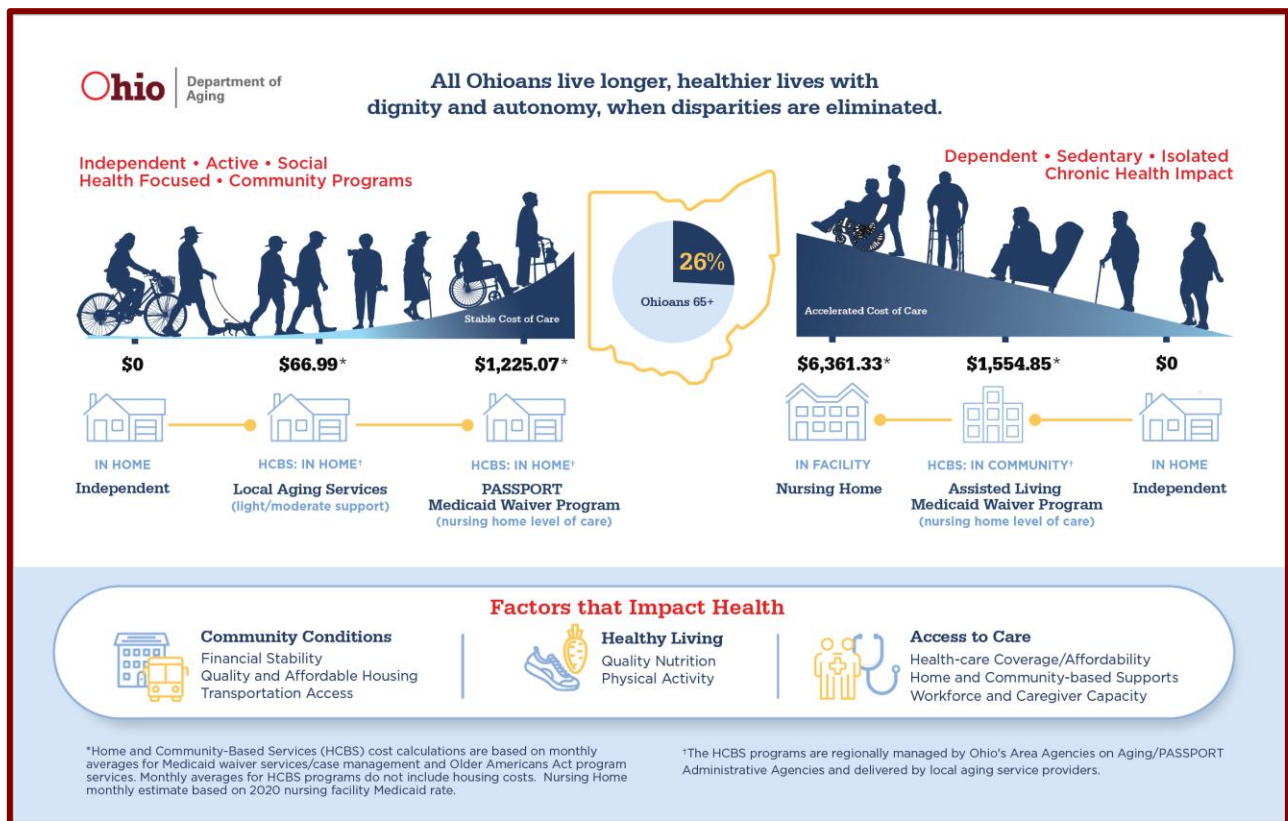 Ohio
Department of
Aging
All Ohioans live longer, healthier lives with
dignity and autonomy, when disparities are eliminated.
Independent • Active • Social
Health Focused • Community Programs
Dependent • Sedentary • Isolated
Chronic Health Impact
26%
Ohioans 65+
Stable Cost of Care
Accelerated Cost of Care
$0
$66.99*
$1,225.07*
$6,361.33*
$1,554.85*
$0
IN HOME
Independent
HCBS: IN HOME†
Local Aging Services
(light/moderate support)
HCBS: IN HOME†
PASSPORT
Medicaid Waiver Program
(nursing home level of care)
IN FACILITY
Nursing Home
HCBS: IN COMMUNITY†
Assisted Living
Medicaid Waiver Program
(nursing home level of care)
IN HOME
Independent
Factors that Impact Health
Community Conditions
Financial Stability
Quality and Affordable Housing
Transportation Access
Healthy Living
Quality Nutrition
Physical Activity
Access to Care
Health-care Coverage/Affordability
Home and Community-based Supports
Workforce and Caregiver Capacity
*Home and Community-Based Services (HCBS) cost calculations are based on monthly
averages for Medicaid waiver services/case management and Older Americans Act program
services. Monthly averages for HCBS programs do not include housing costs. Nursing Home
monthly estimate based on 2020 nursing facility Medicaid rate.
†The HCBS programs are regionally managed by Ohio's Area Agencies on Aging/PASSPORT
Administrative Agencies and delivered by local aging service providers.